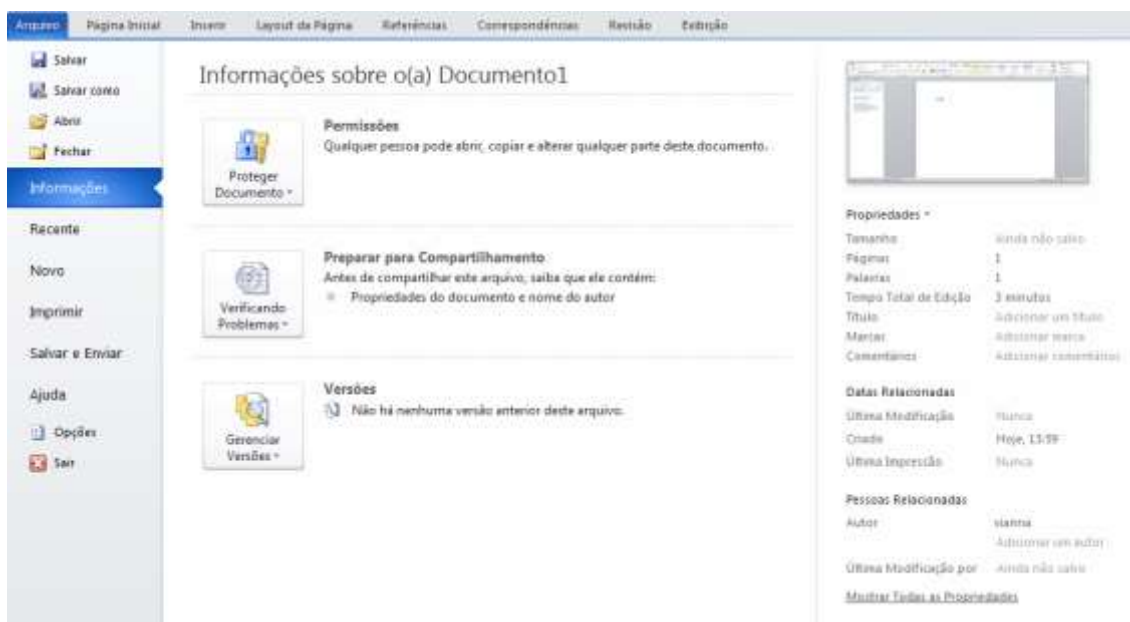 Arquivo Página Inicial Inserir Layout da Página Referências Correspondências Revisão Exibição
Salvar
Salvar como
Abrir
Fechar
Informações
Recente
Novo
Imprimir
Salvar e Enviar
Ajuda
Opções
Sair
Informações sobre o(a) Documento1
Proteger
Documento
Permissões
Qualquer pessoa pode abrir, copiar e alterar qualquer parte deste documento.
Verificando
Problemas
Preparar para Compartilhamento
Antes de compartilhar este arquivo, saiba que ele contém:
Propriedades do documento e nome do autor
Gerenciar
Versões
Versões
Não há nenhuma versão anterior deste arquivo.
Propriedades
Tamanho Ainda não salvo
Páginas 1
Palavras 1
Tempo Total de Edição 3 minutos
Título Adicionar um título
Marcas Adicionar marca
Comentários Adicionar comentários
Datas Relacionadas
Última Modificação Nunca
Criado Hoje, 13:59
Última Impressão Nunca
Pessoas Relacionadas
Autor vianna
Adicionar um autor
Última Modificação por Ainda não salvo
Mostrar Todas as Propriedades